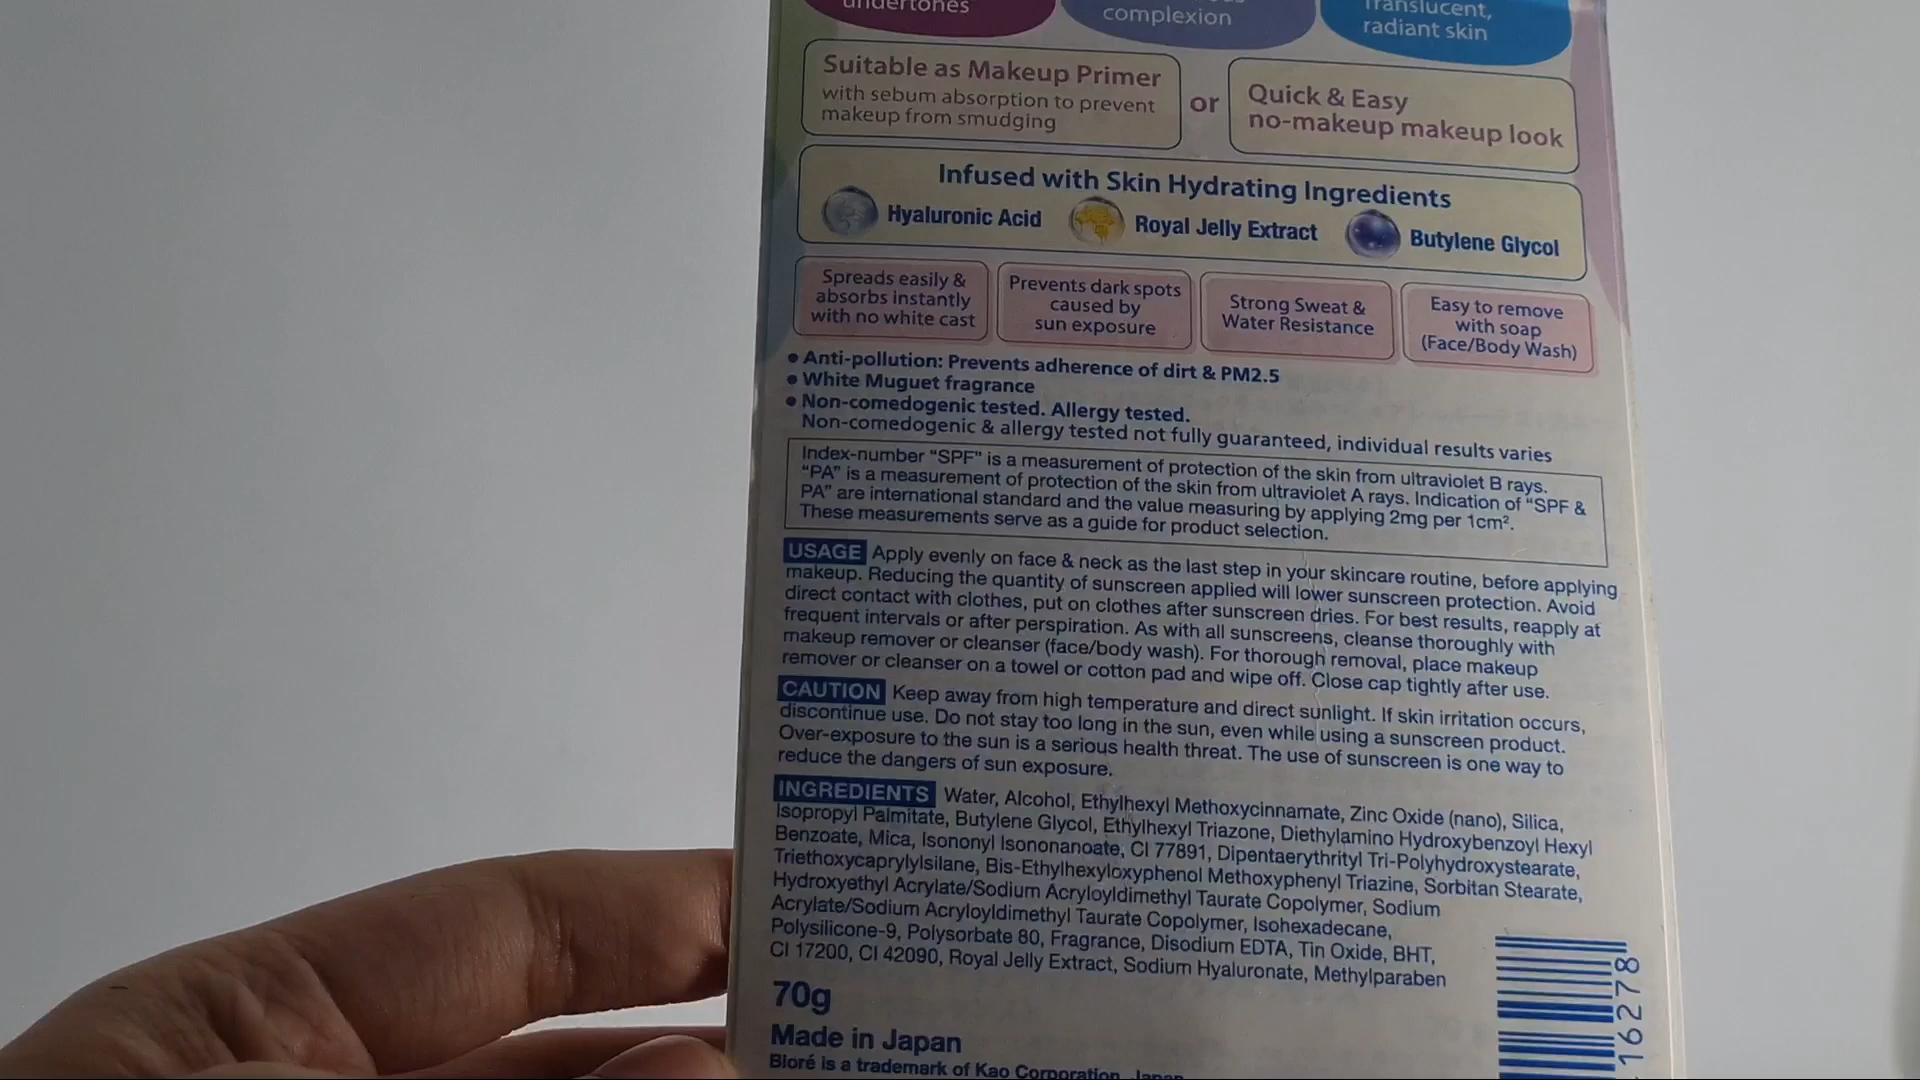 undertones
complexion
Translucent,
radiant skin
Suitable as Makeup Primer
with sebum absorption to prevent
makeup from smudging
or
Quick & Easy
no-makeup makeup look
Infused with Skin Hydrating Ingredients
Hyaluronic Acid
Royal Jelly Extract
Butylene Glycol
Spreads easily &
absorbs instantly
with no white cast
Prevents dark spots
caused by
sun exposure
Strong Sweat &
Water Resistance
Easy to remove
with soap
(Face/Body Wash)
• Anti-pollution: Prevents adherence of dirt & PM2.5
• White Muguet fragrance
• Non-comedogenic tested. Allergy tested.
Non-comedogenic & allergy tested not fully guaranteed, individual results varies
Index-number “SPF” is a measurement of protection of the skin from ultraviolet B rays.
“PA” is a measurement of protection of the skin from ultraviolet A rays. Indication of “SPF &
PA” are international standard and the value measuring by applying 2mg per 1cm².
These measurements serve as a guide for product selection.
USAGE Apply evenly on face & neck as the last step in your skincare routine, before applying
makeup. Reducing the quantity of sunscreen applied will lower sunscreen protection. Avoid
direct contact with clothes, put on clothes after sunscreen dries. For best results, reapply at
frequent intervals or after perspiration. As with all sunscreens, cleanse thoroughly with
makeup remover or cleanser (face/body wash). For thorough removal, place makeup
remover or cleanser on a towel or cotton pad and wipe off. Close cap tightly after use.
CAUTION Keep away from high temperature and direct sunlight. If skin irritation occurs,
discontinue use. Do not stay too long in the sun, even while using a sunscreen product.
Over-exposure to the sun is a serious health threat. The use of sunscreen is one way to
reduce the dangers of sun exposure.
INGREDIENTS Water, Alcohol, Ethylhexyl Methoxycinnamate, Zinc Oxide (nano), Silica,
Isopropyl Palmitate, Butylene Glycol, Ethylhexyl Triazone, Diethylamino Hydroxybenzoyl Hexyl
Benzoate, Mica, Isononyl Isononanoate, CI 77891, Dipentaerythrityl Tri-Polyhydroxystearate,
Triethoxycaprylylsilane, Bis-Ethylhexyloxyphenol Methoxyphenyl Triazine, Sorbitan Stearate,
Hydroxyethyl Acrylate/Sodium Acryloyldimethyl Taurate Copolymer, Sodium
Acrylate/Sodium Acryloyldimethyl Taurate Copolymer, Isohexadecane,
Polysilicone-9, Polysorbate 80, Fragrance, Disodium EDTA, Tin Oxide, BHT,
CI 17200, CI 42090, Royal Jelly Extract, Sodium Hyaluronate, Methylparaben
70g
Made in Japan
Bioré is a trademark of Kao Corporation, Japan
16278